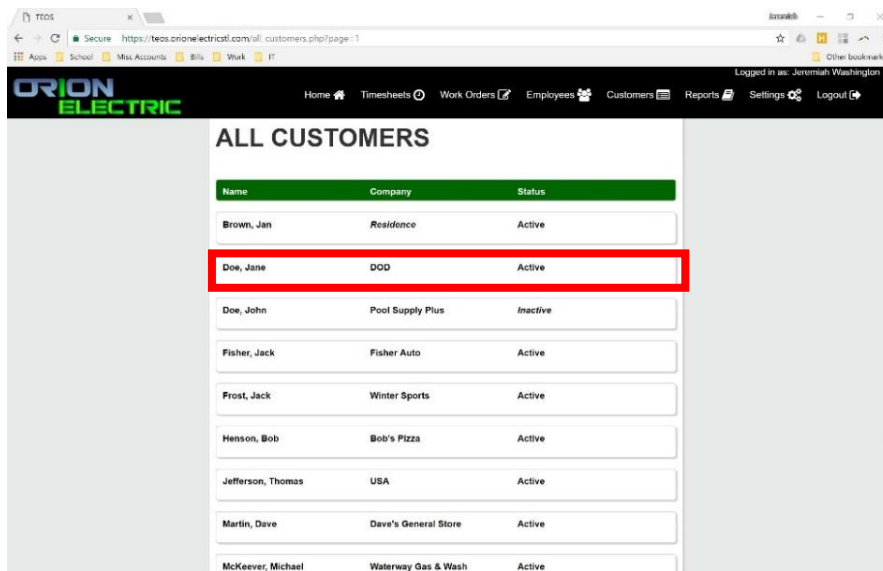 TEOS
Jeremiah
Secure https://teos.orionelectricstl.com/all_customers.php?page=1
Apps School Misc Accounts Bills Work IT Other bookmark
Logged in as: Jeremiah Washington
ORION
ELECTRIC
Home Timesheets Work Orders Employees Customers Reports Settings Logout
ALL CUSTOMERS
Name Company Status
Brown, Jan Residence Active
Doe, Jane DOD Active
Doe, John Pool Supply Plus Inactive
Fisher, Jack Fisher Auto Active
Frost, Jack Winter Sports Active
Henson, Bob Bob's Pizza Active
Jefferson, Thomas USA Active
Martin, Dave Dave's General Store Active
McKeever, Michael Waterway Gas & Wash Active